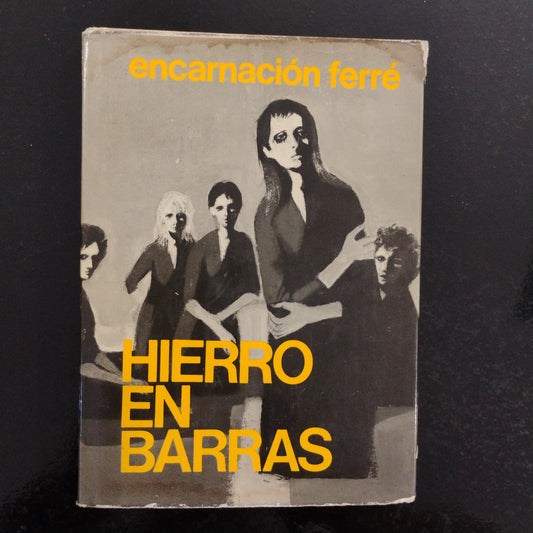 encarnación ferré
HIERRO
EN
BARRAS